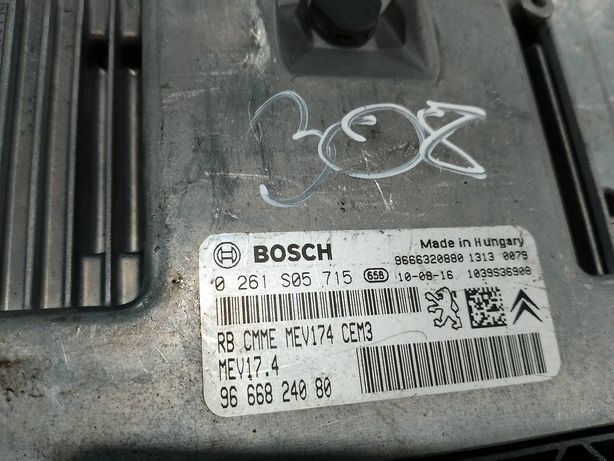 308
BOSCH
Made in Hungary
9666320880 1313 0079
0 261 S05 715 658 10-08-16 1039S36908
RB CMME MEV174 CEM3
MEV17.4
96 668 240 80